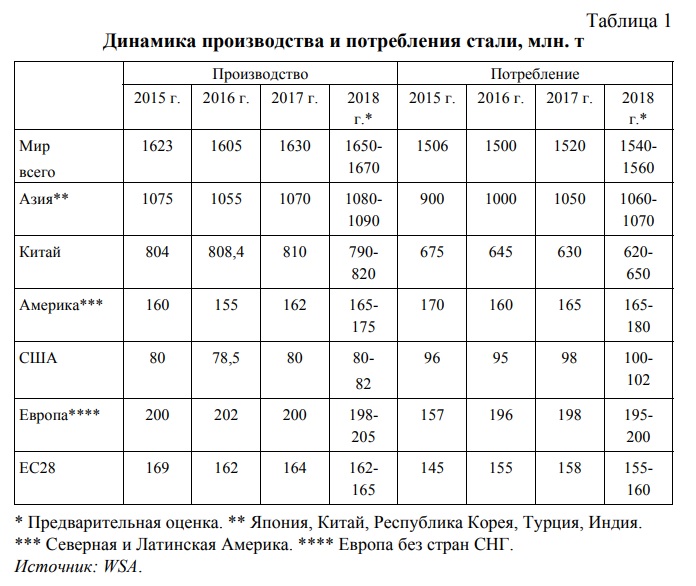 Таблица 1
Динамика производства и потребления стали, млн. т
Производство Потребление
2015 г. 2016 г. 2017 г. 2018 г.* 2015 г. 2016 г. 2017 г. 2018 г.*
Мир всего 1623 1605 1630 1650-1670 1506 1500 1520 1540-1560
Азия** 1075 1055 1070 1080-1090 900 1000 1050 1060-1070
Китай 804 808,4 810 790-820 675 645 630 620-650
Америка*** 160 155 162 165-175 170 160 165 165-180
США 80 78,5 80 80-82 96 95 98 100-102
Европа**** 200 202 200 198-205 157 196 198 195-200
ЕС28 169 162 164 162-165 145 155 158 155-160
* Предварительная оценка. ** Япония, Китай, Республика Корея, Турция, Индия.
*** Северная и Латинская Америка. **** Европа без стран СНГ.
Источник: WSA.